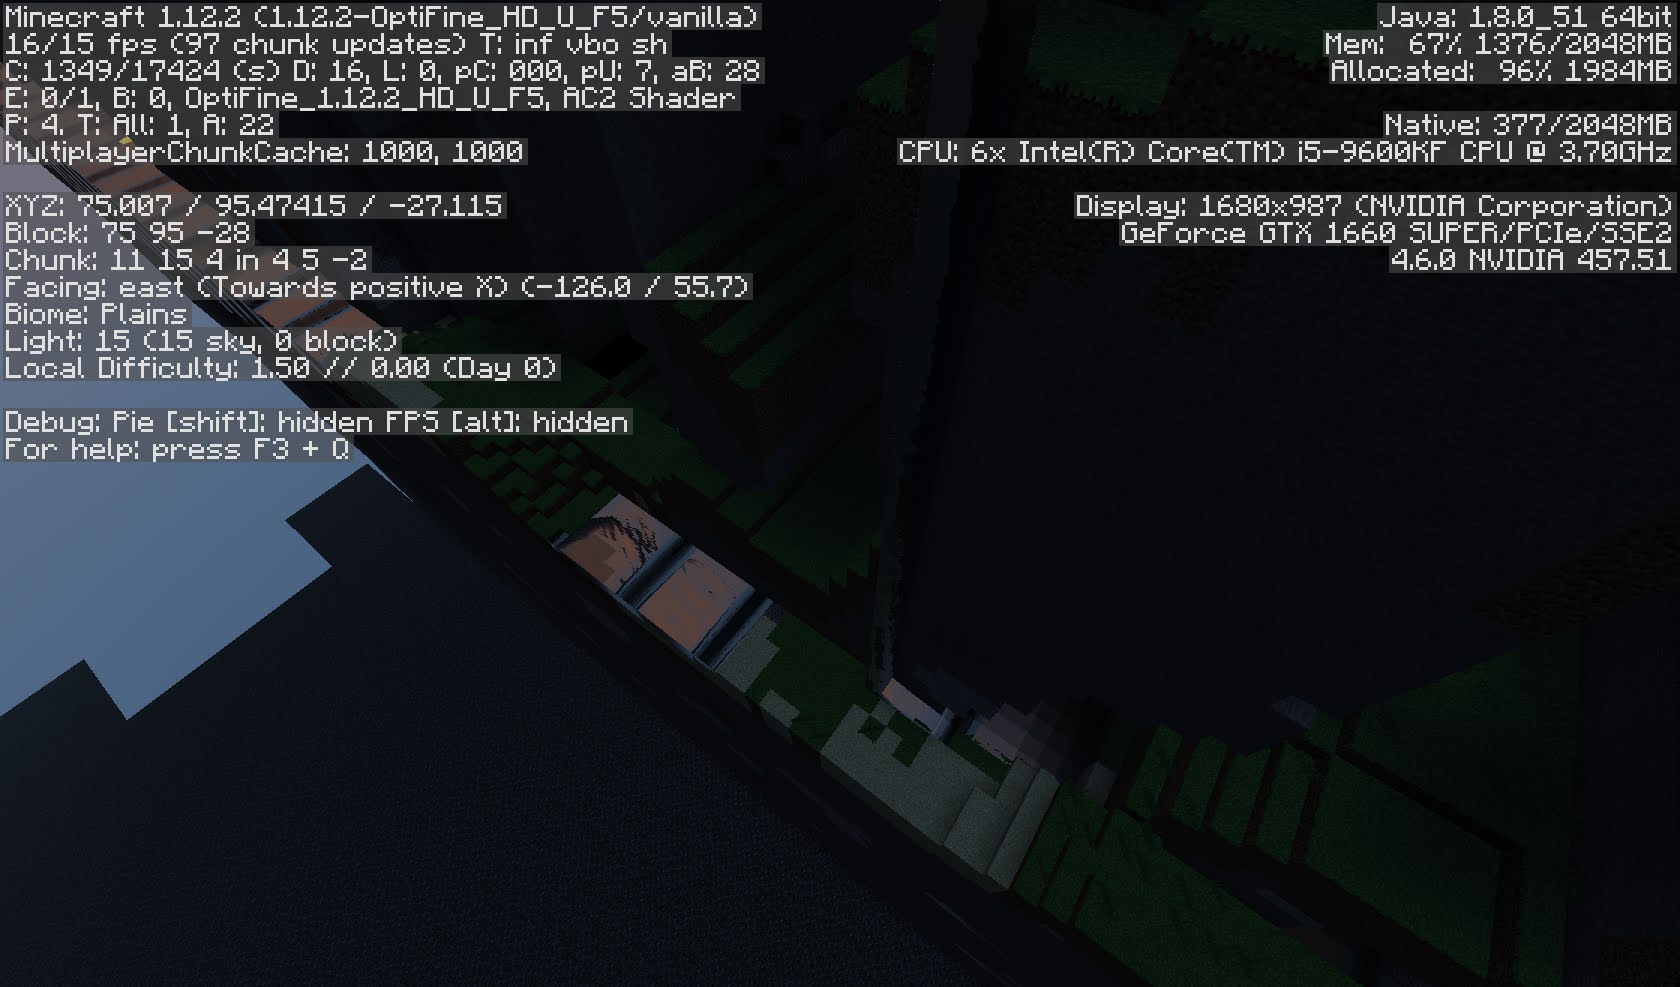 Minecraft 1.12.2 (1.12.2-OptiFine_HD_U_F5/vanilla)
16/15 fps (97 chunk updates) T: inf vbo sh
C: 1349/17424 (s) D: 16, L: 0, pC: 000, pU: 7, aB: 28
E: 0/1, B: 0, OptiFine_1.12.2_HD_U_F5, AC2 Shader
P: 4. T: All: 1, A: 22
MultiplayerChunkCache: 1000, 1000
XYZ: 75.007 / 95.47415 / -27.115
Block: 75 95 -28
Chunk: 11 15 4 in 4 5 -2
Facing: east (Towards positive X) (-126.0 / 55.7)
Biome: Plains
Light: 15 (15 sky, 0 block)
Local Difficulty: 1.50 // 0.00 (Day 0)
Debug: Pie [shift]: hidden FPS [alt]: hidden
For help: press F3 + Q
Java: 1.8.0_51 64bit
Mem: 67% 1376/2048MB
Allocated: 96% 1984MB
Native: 377/2048MB
CPU: 6x Intel(R) Core(TM) i5-9600KF CPU @ 3.70GHz
Display: 1680x987 (NVIDIA Corporation)
GeForce GTX 1660 SUPER/PCIe/SSE2
4.6.0 NVIDIA 457.51